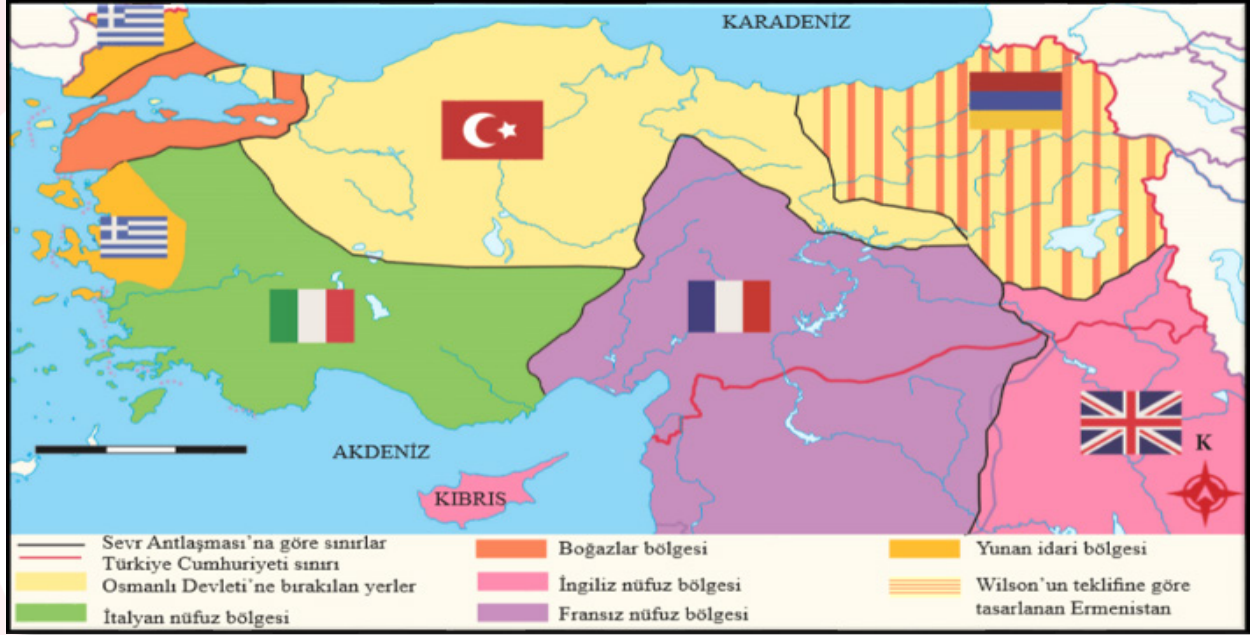 KARADENİZ
AKDENİZ
KIBRIS
K
Sevr Antlaşması'na göre sınırlar
Türkiye Cumhuriyeti sınırı
Osmanlı Devleti'ne bırakılan yerler
İtalyan nüfuz bölgesi
Boğazlar bölgesi
İngiliz nüfuz bölgesi
Fransız nüfuz bölgesi
Yunan idari bölgesi
Wilson'un teklifine göre
tasarlanan Ermenistan